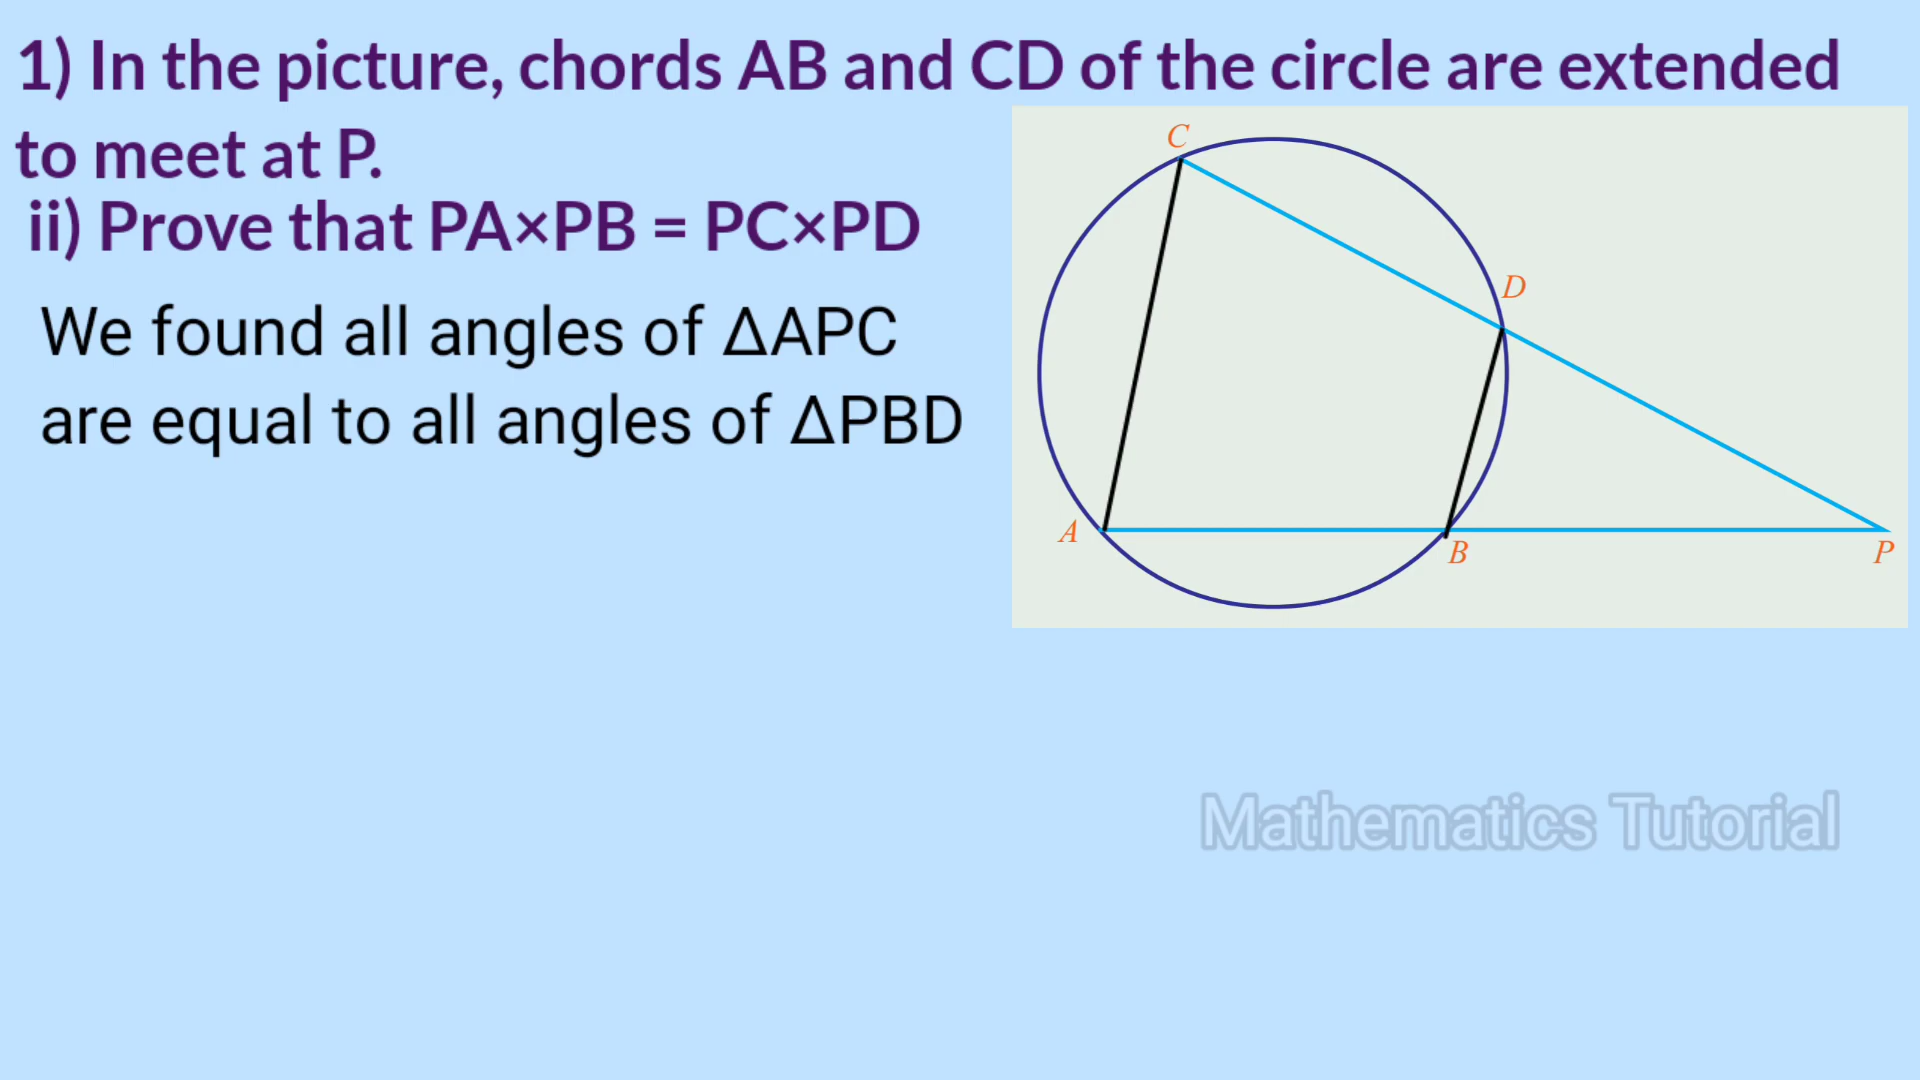 1) In the picture, chords AB and CD of the circle are extended
to meet at P.
ii) Prove that PA×PB = PC×PD
We found all angles of ΔAPC
are equal to all angles of ΔPBD
C
D
A
B
P
Mathematics Tutorial